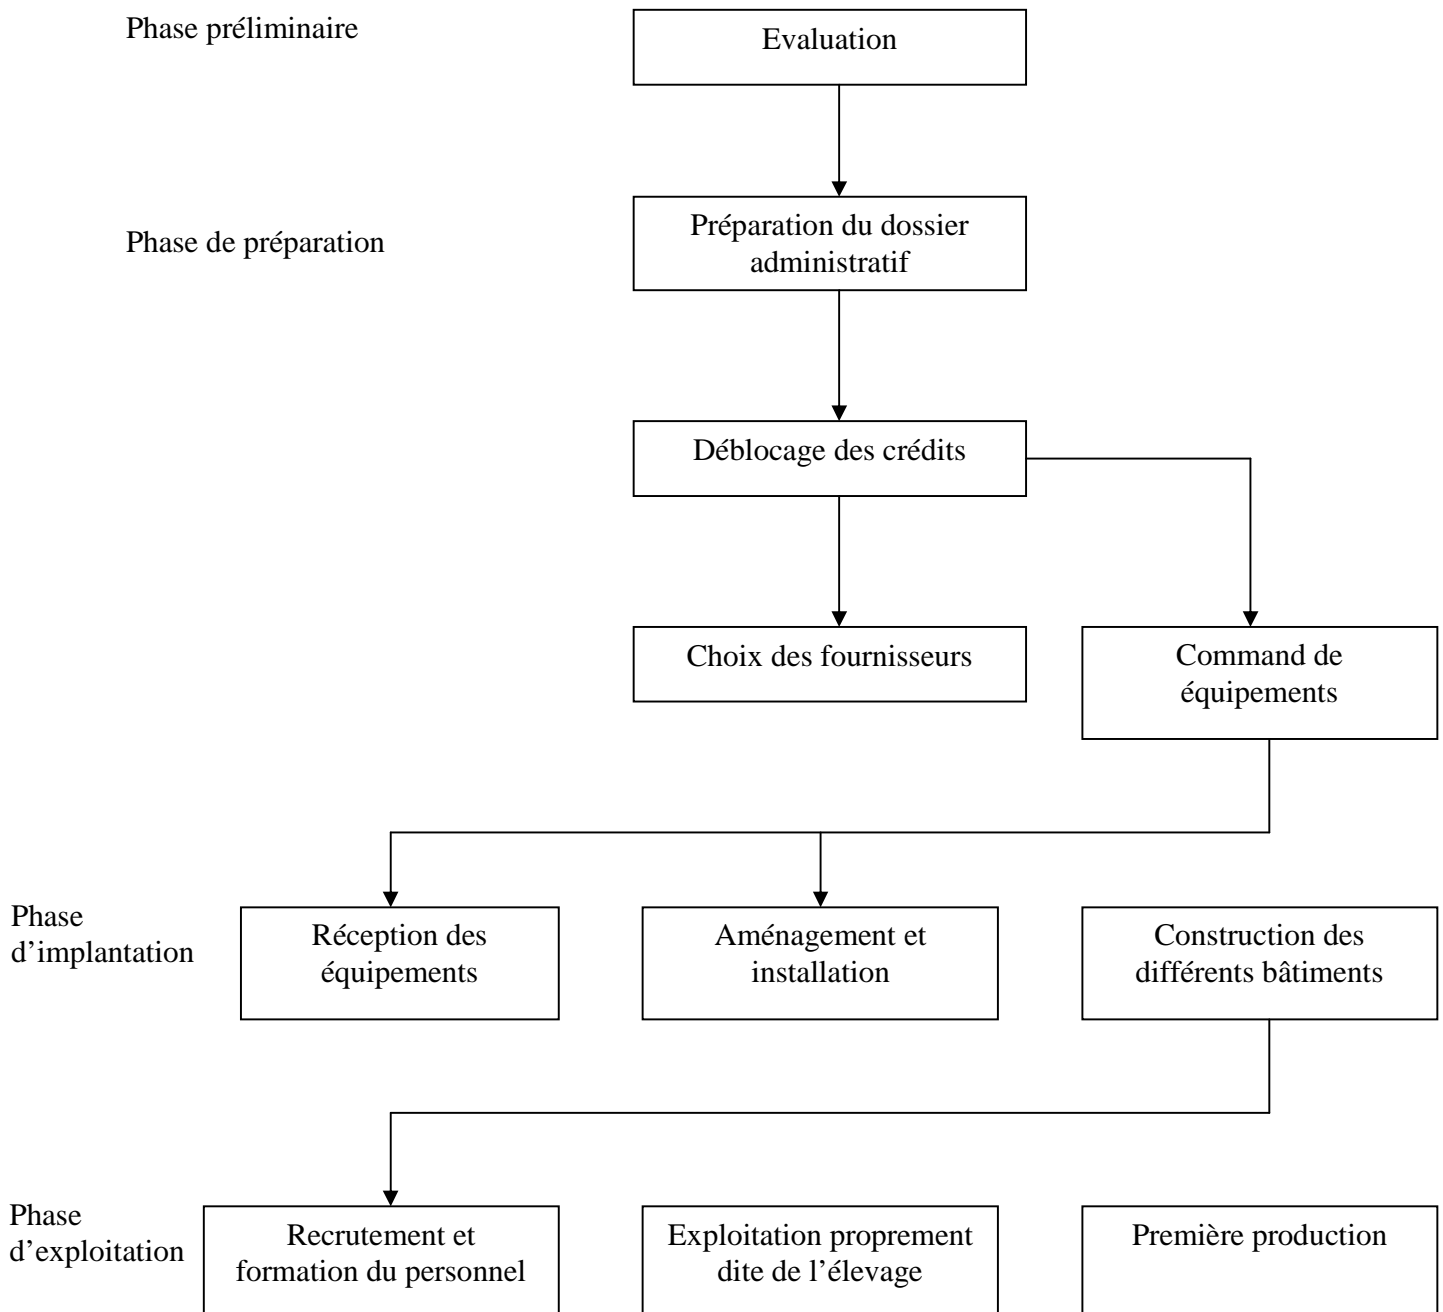 Phase préliminaire
Evaluation
Phase de préparation
Préparation du dossier
administratif
Déblocage des crédits
Choix des fournisseurs
Command de
équipements
Phase
d’implantation
Réception des
équipements
Aménagement et
installation
Construction des
différents bâtiments
Phase
d’exploitation
Recrutement et
formation du personnel
Exploitation proprement
dite de l’élevage
Première production